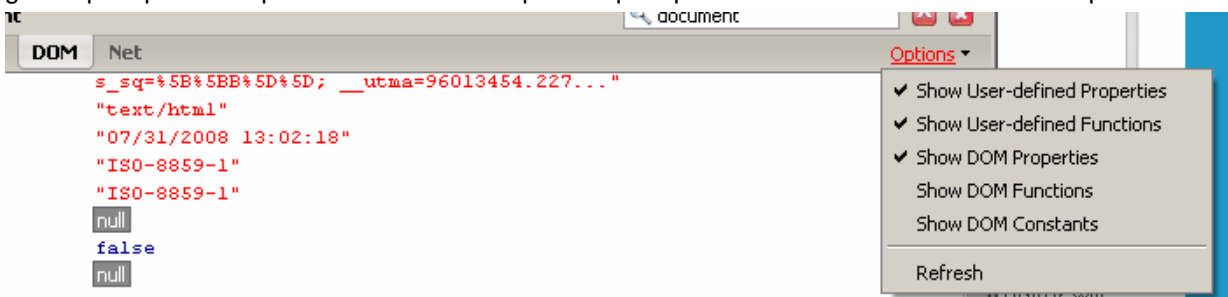 document
DOM Net Options
s_sq=%5B%5BB%5D%5D; __utma=96013454.227..."
"text/html"
"07/31/2008 13:02:18"
"ISO-8859-1"
"ISO-8859-1"
null
false
null
Show User-defined Properties
Show User-defined Functions
Show DOM Properties
Show DOM Functions
Show DOM Constants
Refresh